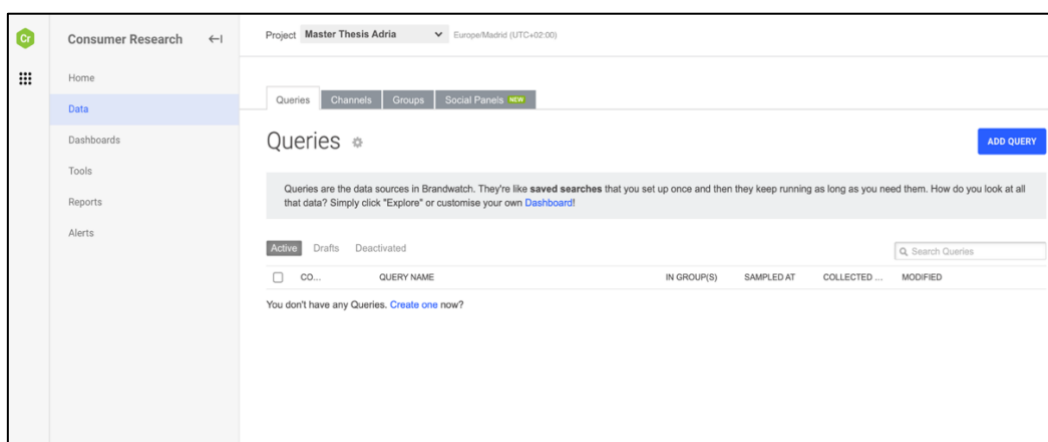 Cr
Consumer Research
Home
Data
Dashboards
Tools
Reports
Alerts
Project Master Thesis Adria Europe/Madrid (UTC+02:00)
Queries Channels Groups Social Panels NEW
Queries
ADD QUERY
Queries are the data sources in Brandwatch. They're like saved searches that you set up once and then they keep running as long as you need them. How do you look at all
that data? Simply click "Explore" or customise your own Dashboard!
Active Drafts Deactivated
Search Queries
CO... QUERY NAME IN GROUP(S) SAMPLED AT COLLECTED ... MODIFIED
You don't have any Queries. Create one now?